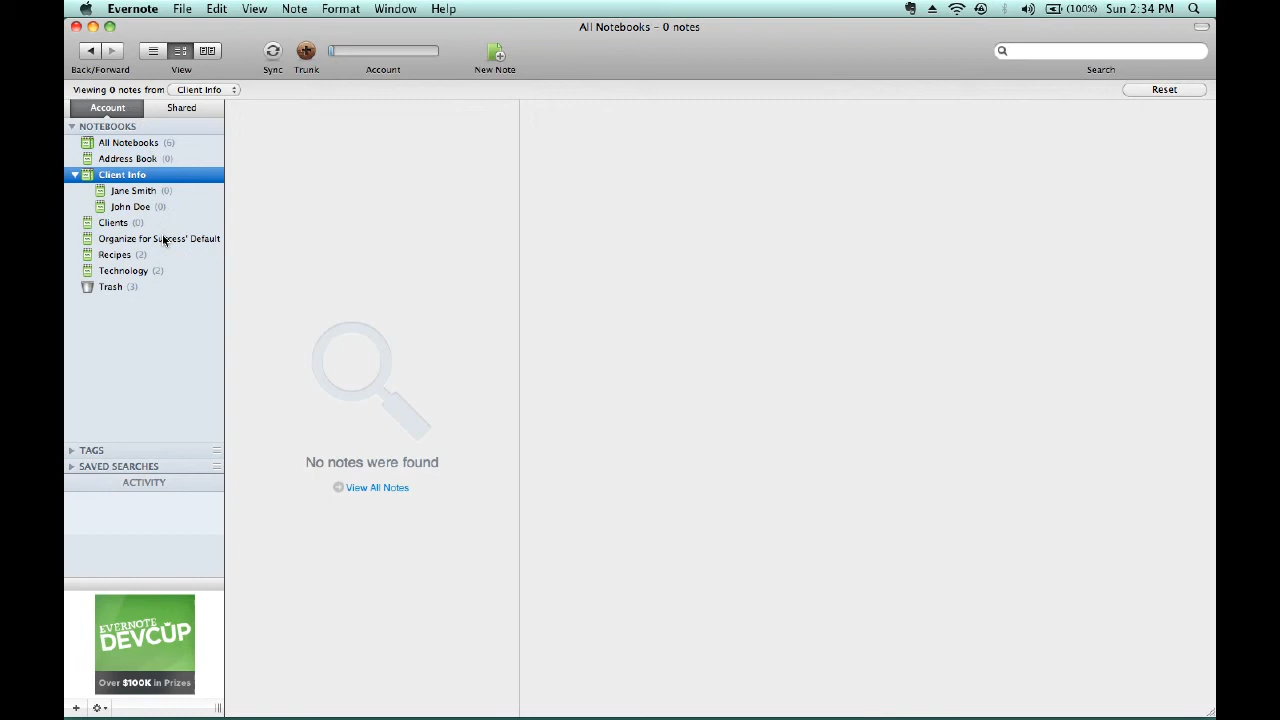 Evernote File Edit View Note Format Window Help (100%) Sun 2:34 PM
All Notebooks – 0 notes
Back/Forward View Sync Trunk Account New Note Search
Viewing 0 notes from Client Info Reset
Account Shared
NOTEBOOKS
All Notebooks (6)
Address Book (0)
Client Info
Jane Smith (0)
John Doe (0)
Clients (0)
Organize for Success' Default
Recipes (2)
Technology (2)
Trash (3)
No notes were found
View All Notes
TAGS
SAVED SEARCHES
ACTIVITY
EVERNOTE
DEVCUP
Over $100K in Prizes